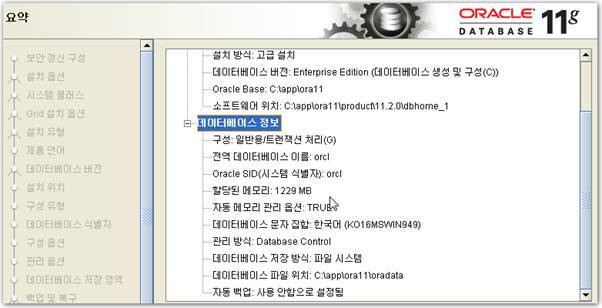 요약
ORACLE
DATABASE 11g
보안 갱신 구성
설치 옵션
시스템 클래스
Grid 설치 옵션
설치 유형
제품 언어
데이터베이스 버전
설치 위치
구성 유형
데이터베이스 식별자
구성 옵션
관리 옵션
데이터베이스 저장 영역
백업 및 복구
설치 방식: 고급 설치
데이터베이스 버전: Enterprise Edition (데이터베이스 생성 및 구성(C))
Oracle Base: C:\app\ora11
소프트웨어 위치: C:\app\ora11\product\11.2.0\dbhome_1
데이터베이스 정보
구성: 일반용/트랜잭션 처리(G)
전역 데이터베이스 이름: orcl
Oracle SID(시스템 식별자): orcl
할당된 메모리: 1229 MB
자동 메모리 관리 옵션: TRUE
데이터베이스 문자 집합: 한국어 (KO16MSWIN949)
관리 방식: Database Control
데이터베이스 저장 방식: 파일 시스템
데이터베이스 파일 위치: C:\app\ora11\oradata
자동 백업: 사용 안함으로 설정됨